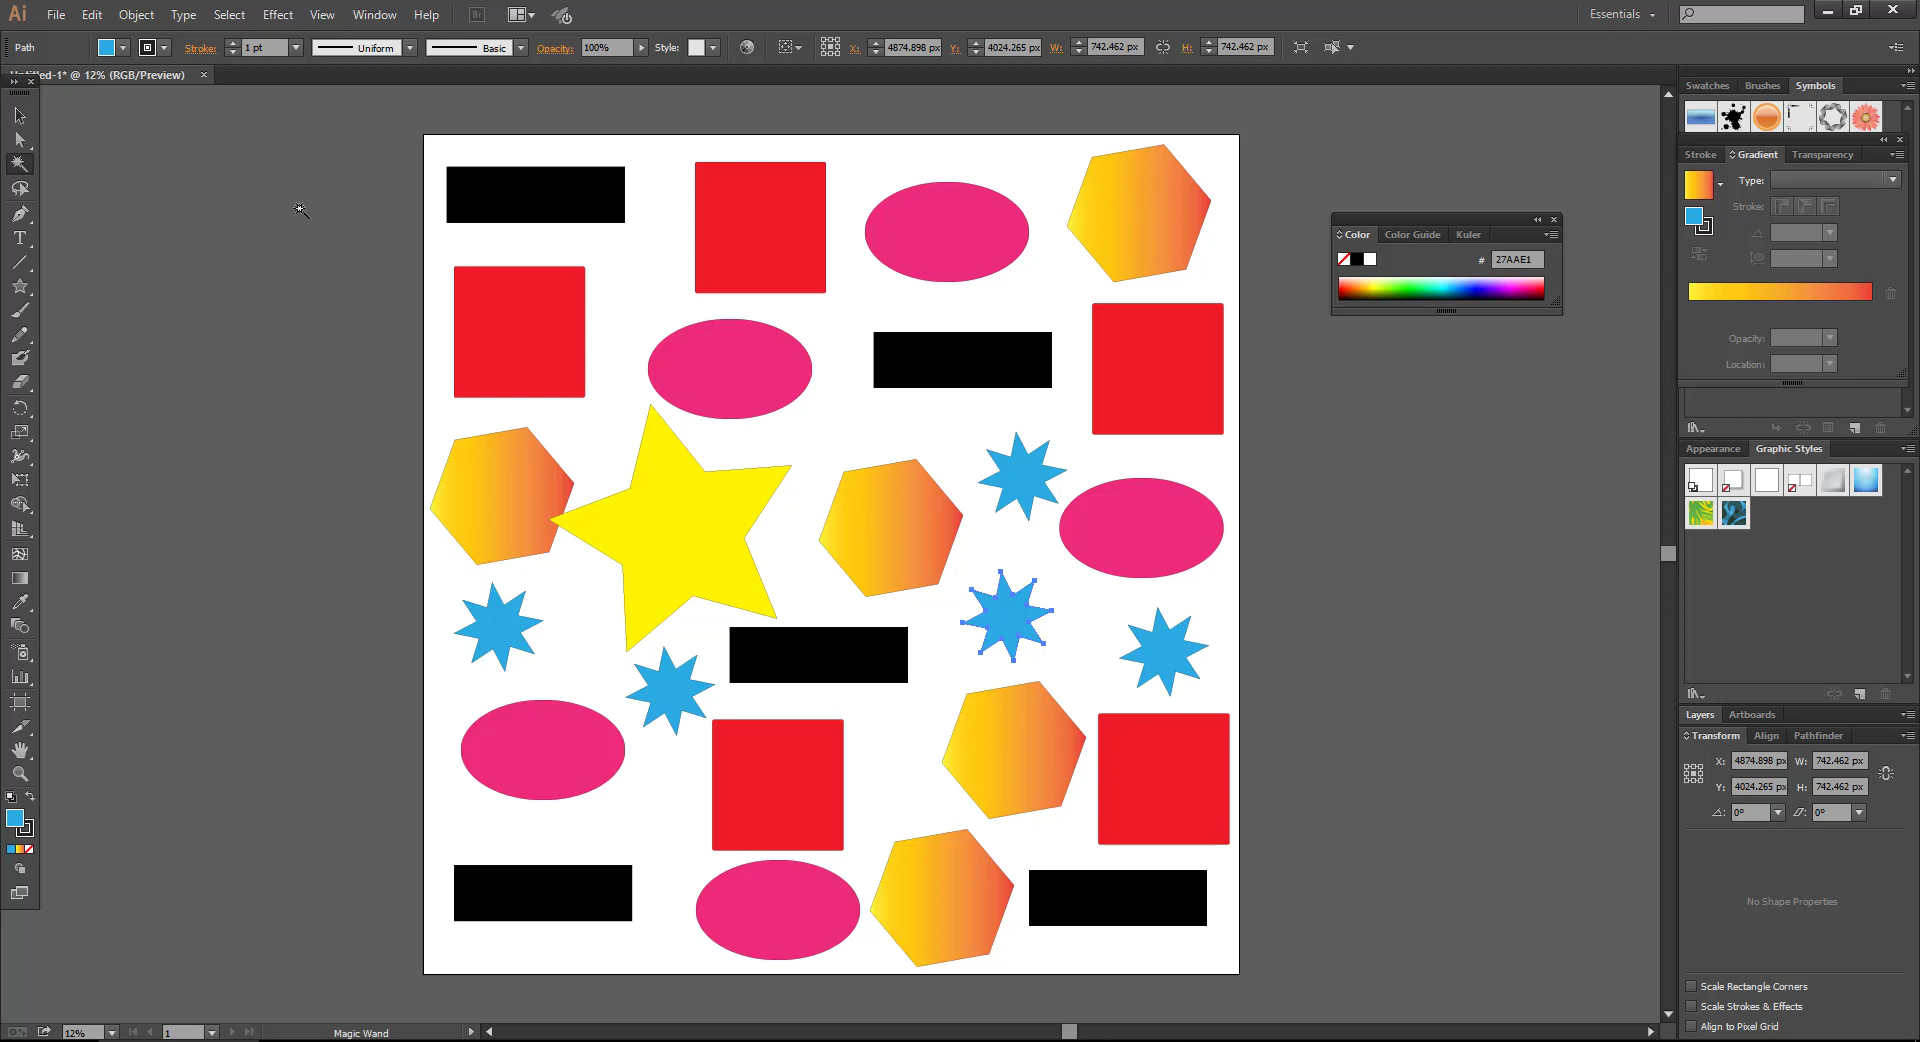 Ai File Edit Object Type Select Effect View Window Help Br Essentials
Path Stroke: 1 pt Uniform Basic Opacity: 100% Style: X: 4874.898 px Y: 4024.265 px W: 742.462 px H: 742.462 px
ed-1* @ 12% (RGB/Preview)
Swatches Brushes Symbols
Stroke Gradient Transparency
Type:
Stroke:
Opacity:
Location:
Color Color Guide Kuler
# 27AAE1
Appearance Graphic Styles
Layers Artboards
Transform Align Pathfinder
X: 4874.898 px W: 742.462 px
Y: 4024.265 px H: 742.462 px
0° 0°
No Shape Properties
Scale Rectangle Corners
Scale Strokes & Effects
Align to Pixel Grid
12% 1 Magic Wand